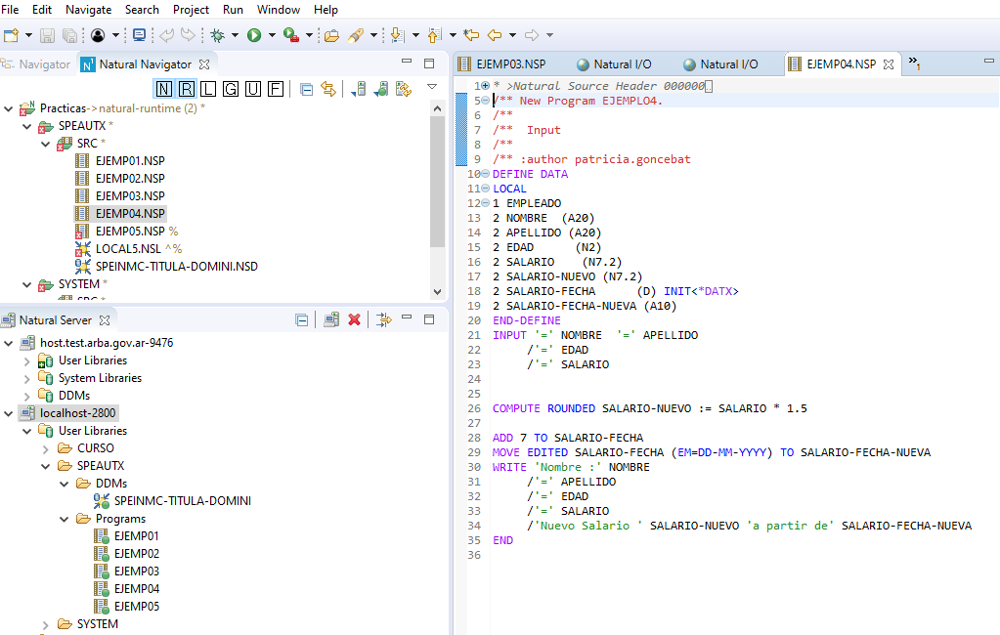 File Edit Navigate Search Project Run Window Help
Navigator Natural Navigator
N R L G U F
Practicas -> natural-runtime (2) *
SPEAUTX *
SRC *
EJEMP01.NSP
EJEMP02.NSP
EJEMP03.NSP
EJEMP04.NSP
EJEMP05.NSP %
LOCAL5.NSL ^%
SPEINMC-TITULA-DOMINI.NSD
SYSTEM *
SRC *
Natural Server
host.test.arba.gov.ar-9476
User Libraries
System Libraries
DDMs
localhost-2800
User Libraries
CURSO
SPEAUTX
DDMs
SPEINMC-TITULA-DOMINI
Programs
EJEMP01
EJEMP02
EJEMP03
EJEMP04
EJEMP05
SYSTEM
EJEMP03.NSP Natural I/O Natural I/O EJEMP04.NSP »1
1 * >Natural Source Header 000000
5 /** New Program EJEMPLO4.
6 /**
7 /**  Input
8 /**
9 /** :author patricia.goncebat
10 DEFINE DATA
11 LOCAL
12 1 EMPLEADO
13 2 NOMBRE  (A20)
14 2 APELLIDO (A20)
15 2 EDAD      (N2)
16 2 SALARIO    (N7.2)
17 2 SALARIO-NUEVO (N7.2)
18 2 SALARIO-FECHA      (D) INIT<*DATX>
19 2 SALARIO-FECHA-NUEVA (A10)
20 END-DEFINE
21 INPUT '=' NOMBRE  '=' APELLIDO
22      /'=' EDAD
23      /'=' SALARIO
24
25
26 COMPUTE ROUNDED SALARIO-NUEVO := SALARIO * 1.5
27
28 ADD 7 TO SALARIO-FECHA
29 MOVE EDITED SALARIO-FECHA (EM=DD-MM-YYYY) TO SALARIO-FECHA-NUEVA
30 WRITE 'Nombre :' NOMBRE
31      /'=' APELLIDO
32      /'=' EDAD
33      /'=' SALARIO
34      /'Nuevo Salario ' SALARIO-NUEVO 'a partir de' SALARIO-FECHA-NUEVA
35 END
36